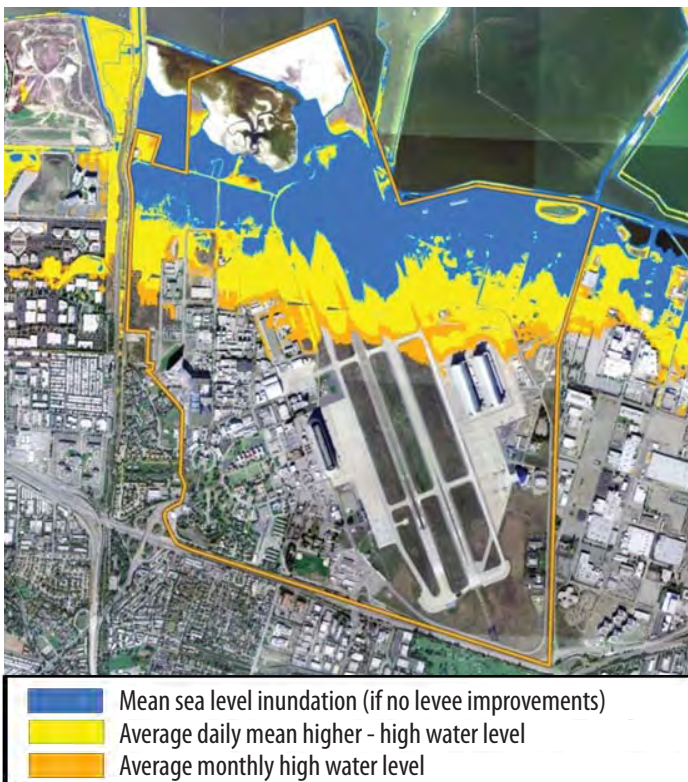 Mean sea level inundation (if no levee improvements)
Average daily mean higher - high water level
Average monthly high water level